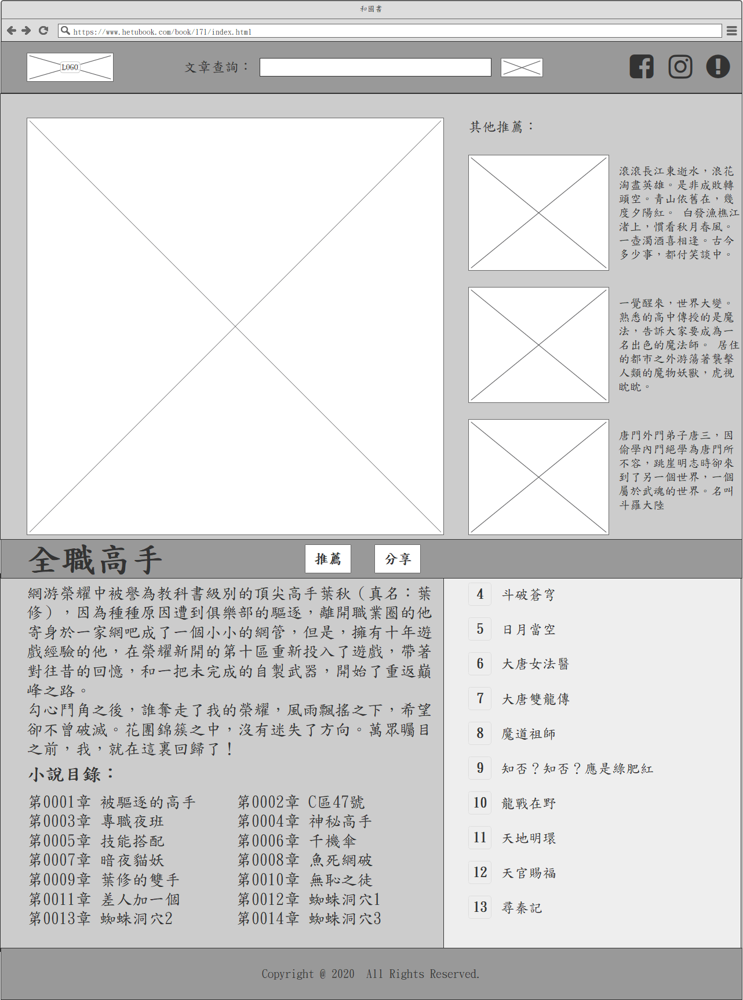 和圖書
https://www.hetubook.com/book/171/index.html
LOGO
文章查詢：
其他推薦：
滾滾長江東逝水，浪花
淘盡英雄。是非成敗轉
頭空。青山依舊在，幾
度夕陽紅。 白發漁樵江
渚上，慣看秋月春風。
一壺濁酒喜相逢。古今
多少事，都付笑談中。
一覺醒來，世界大變。
熟悉的高中傳授的是魔
法，告訴大家要成為一
名出色的魔法師。 居住
的都市之外游蕩著襲擊
人類的魔物妖獸，虎視
眈眈。
唐門外門弟子唐三，因
偷學內門絕學為唐門所
不容，跳崖明志時卻來
到了另一個世界，一個
屬於武魂的世界。名叫
斗羅大陸
全職高手
推薦
分享
網游榮耀中被譽為教科書級別的頂尖高手葉秋（真名：葉
修），因為種種原因遭到俱樂部的驅逐，離開職業圈的他
寄身於一家網吧成了一個小小的網管，但是，擁有十年遊
戲經驗的他，在榮耀新開的第十區重新投入了遊戲，帶著
對往昔的回憶，和一把未完成的自製武器，開始了重返巔
峰之路。
勾心鬥角之後，誰奪走了我的榮耀，風雨飄搖之下，希望
卻不曾破滅。花團錦簇之中，沒有迷失了方向。萬眾矚目
之前，我，就在這裏回歸了！
小說目錄：
第0001章 被驅逐的高手
第0002章 C區47號
第0003章 專職夜班
第0004章 神秘高手
第0005章 技能搭配
第0006章 千機傘
第0007章 暗夜貓妖
第0008章 魚死網破
第0009章 葉修的雙手
第0010章 無恥之徒
第0011章 差人加一個
第0012章 蜘蛛洞穴1
第0013章 蜘蛛洞穴2
第0014章 蜘蛛洞穴3
4 斗破蒼穹
5 日月當空
6 大唐女法醫
7 大唐雙龍傳
8 魔道祖師
9 知否？知否？應是綠肥紅
10 龍戰在野
11 天地明環
12 天官賜福
13 尋秦記
Copyright @ 2020  All Rights Reserved.